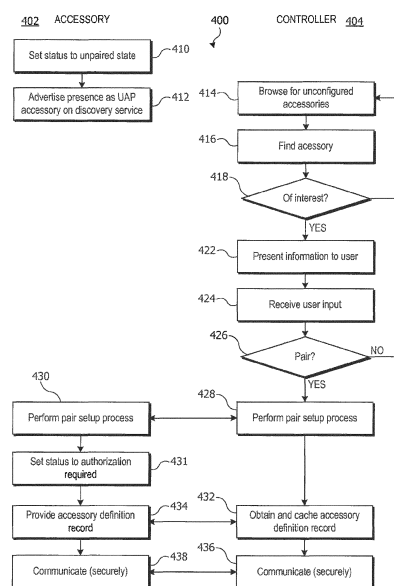 402 ACCESSORY
400
CONTROLLER 404
Set status to unpaired state
410
Advertise presence as UAP
accessory on discovery service
412
414
Browse for unconfigured
accessories
416
Find acessory
418
Of interest?
YES
422
Present information to user
424
Receive user input
426
Pair?
NO
YES
430
Perform pair setup process
428
Perform pair setup process
Set status to authorization
required
431
Provide accessory definition
record
434
432
Obtain and cache accessory
definition record
Communicate (securely)
438
436
Communicate (securely)